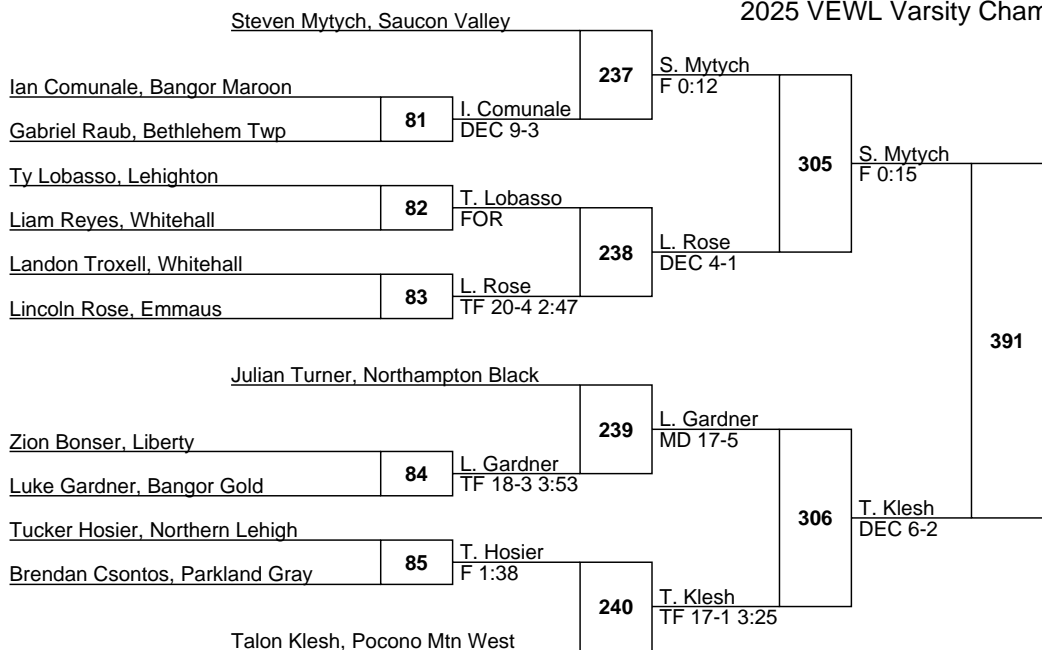 2025 VEWL Varsity Cham
Steven Mytych, Saucon Valley
237
S. Mytych
F 0:12
Ian Comunale, Bangor Maroon
81
I. Comunale
DEC 9-3
Gabriel Raub, Bethlehem Twp
305
S. Mytych
F 0:15
Ty Lobasso, Lehighton
82
T. Lobasso
FOR
Liam Reyes, Whitehall
238
L. Rose
DEC 4-1
Landon Troxell, Whitehall
83
L. Rose
TF 20-4 2:47
Lincoln Rose, Emmaus
391
Julian Turner, Northampton Black
239
L. Gardner
MD 17-5
Zion Bonser, Liberty
84
L. Gardner
TF 18-3 3:53
Luke Gardner, Bangor Gold
306
T. Klesh
DEC 6-2
Tucker Hosier, Northern Lehigh
85
T. Hosier
F 1:38
Brendan Csontos, Parkland Gray
240
T. Klesh
TF 17-1 3:25
Talon Klesh, Pocono Mtn West